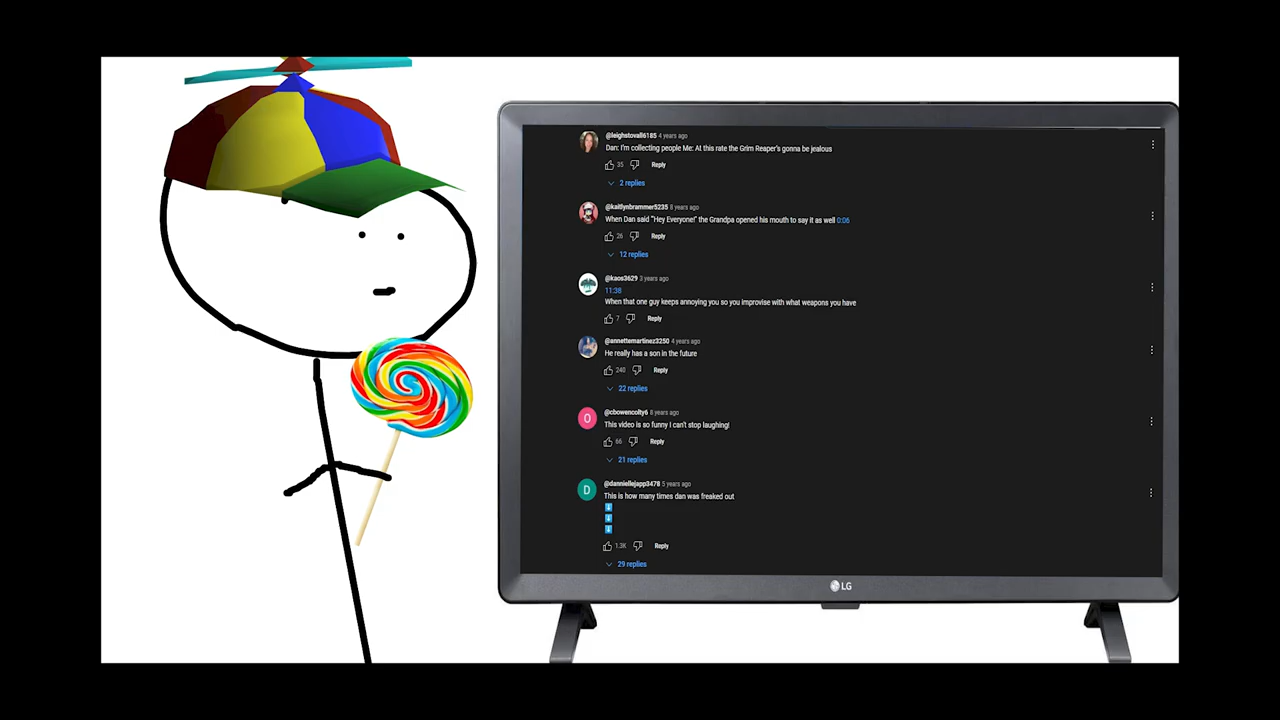 @leighstovall6185 4 years ago
Dan: I'm collecting people Me: At this rate the Grim Reaper's gonna be jealous
35 Reply
2 replies
@kaitlynbrammer5235 8 years ago
When Dan said "Hey Everyone!" the Grandpa opened his mouth to say it as well 0:06
26 Reply
12 replies
@kaos3629 3 years ago
11:38
When that one guy keeps annoying you so you improvise with what weapons you have
7 Reply
@annettemartinez3250 4 years ago
He really has a son in the future
240 Reply
22 replies
O
@cbowencolty6 8 years ago
This video is so funny I can't stop laughing!
66 Reply
21 replies
D
@danniellejapp3478 5 years ago
This is how many times dan was freaked out
⬇️
⬇️
⬇️
1.3K Reply
29 replies
LG